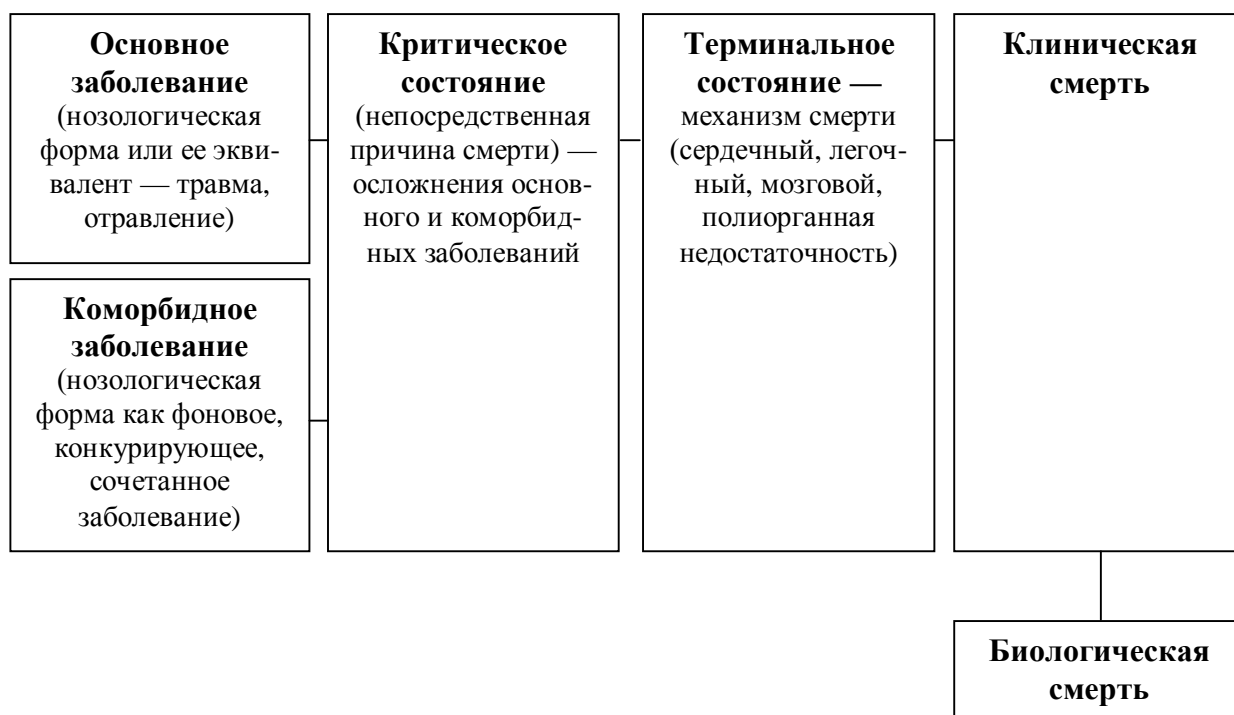 Основное
заболевание
(нозологическая
форма или ее экви-
валент — травма,
отравление)
Коморбидное
заболевание
(нозологическая
форма как фоновое,
конкурирующее,
сочетанное
заболевание)
Критическое
состояние
(непосредственная
причина смерти) —
осложнения основ-
ного и коморбид-
ных заболеваний
Терминальное
состояние —
механизм смерти
(сердечный, легоч-
ный, мозговой,
полиорганная
недостаточность)
Клиническая
смерть
Биологическая
смерть